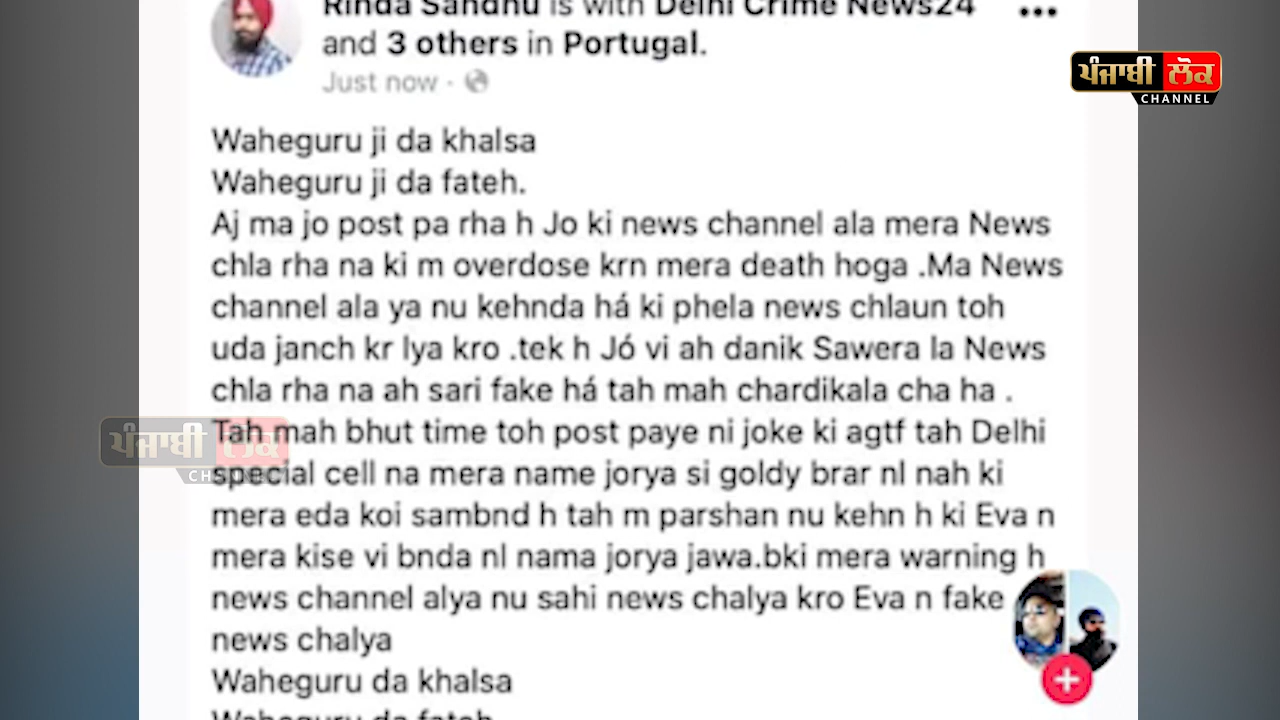 Rinda Sandhu is with Delhi Crime News24
and 3 others in Portugal.
Just now ·
ਪੰਜਾਬੀ ਲੋਕ
CHANNEL
Waheguru ji da khalsa
Waheguru ji da fateh.
Aj ma jo post pa rha h Jo ki news channel ala mera News
chla rha na ki m overdose krn mera death hoga .Ma News
channel ala ya nu kehnda há ki phela news chlaun toh
uda janch kr lya kro .tek h Jó vi ah danik Sawera la News
chla rha na ah sari fake há tah mah chardikala cha ha .
Tah mah bhut time toh post paye ni joke ki agtf tah Delhi
special cell na mera name jorya si goldy brar nl nah ki
mera eda koi sambnd h tah m parshan nu kehn h ki Eva n
mera kise vi bnda nl nama jorya jawa.bki mera warning h
news channel alya nu sahi news chalya kro Eva n fake
news chalya
Waheguru da khalsa
Waheguru da fateh
ਪੰਜਾਬੀ ਲੋਕ
CHANNEL